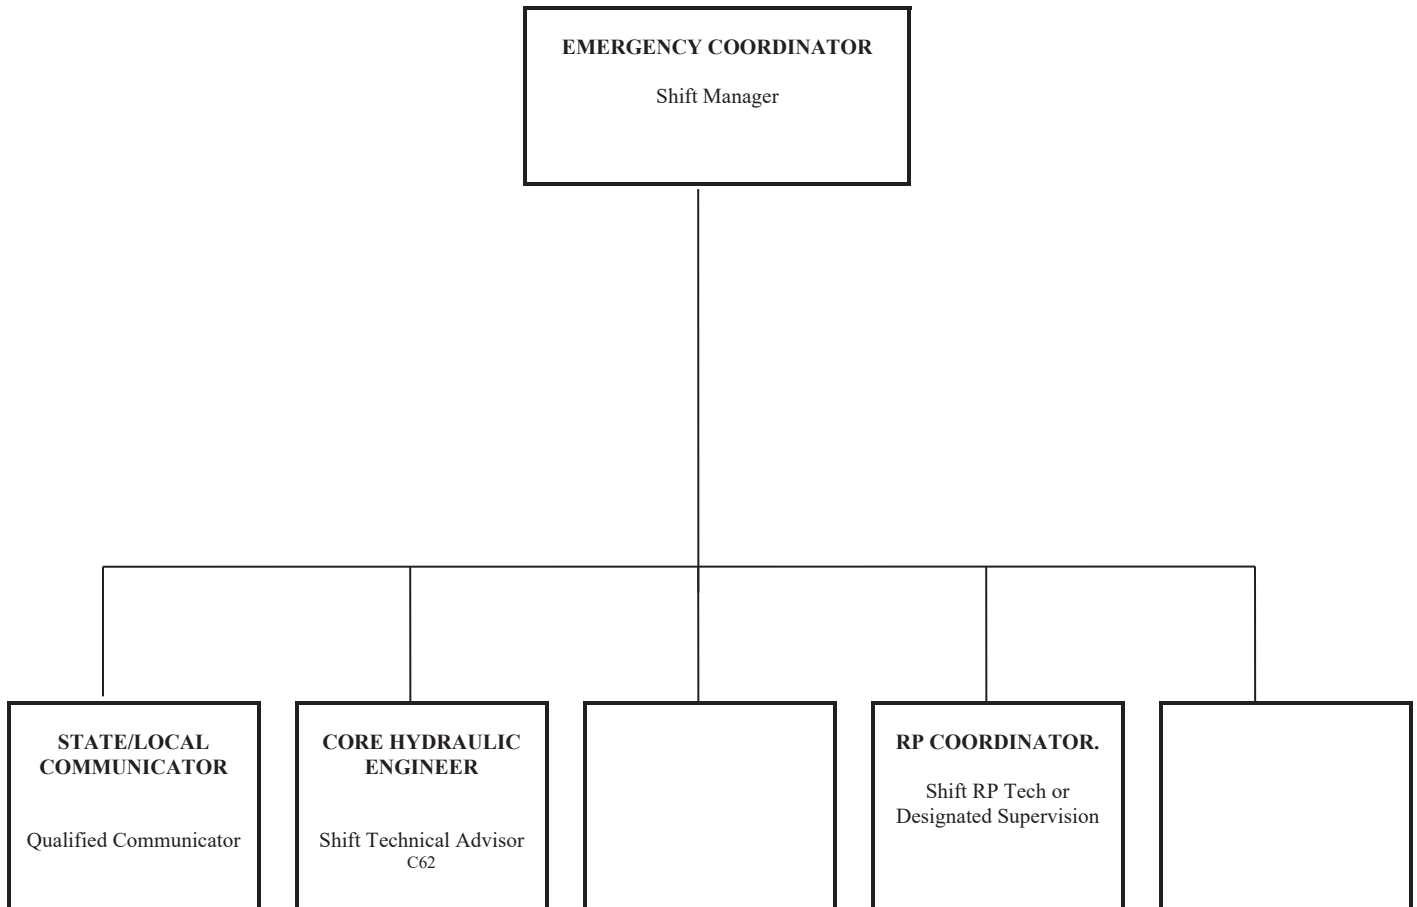 EMERGENCY COORDINATOR
Shift Manager
STATE/LOCAL
COMMUNICATOR
Qualified Communicator
CORE HYDRAULIC
ENGINEER
Shift Technical Advisor
C62
RP COORDINATOR.
Shift RP Tech or
Designated Supervision